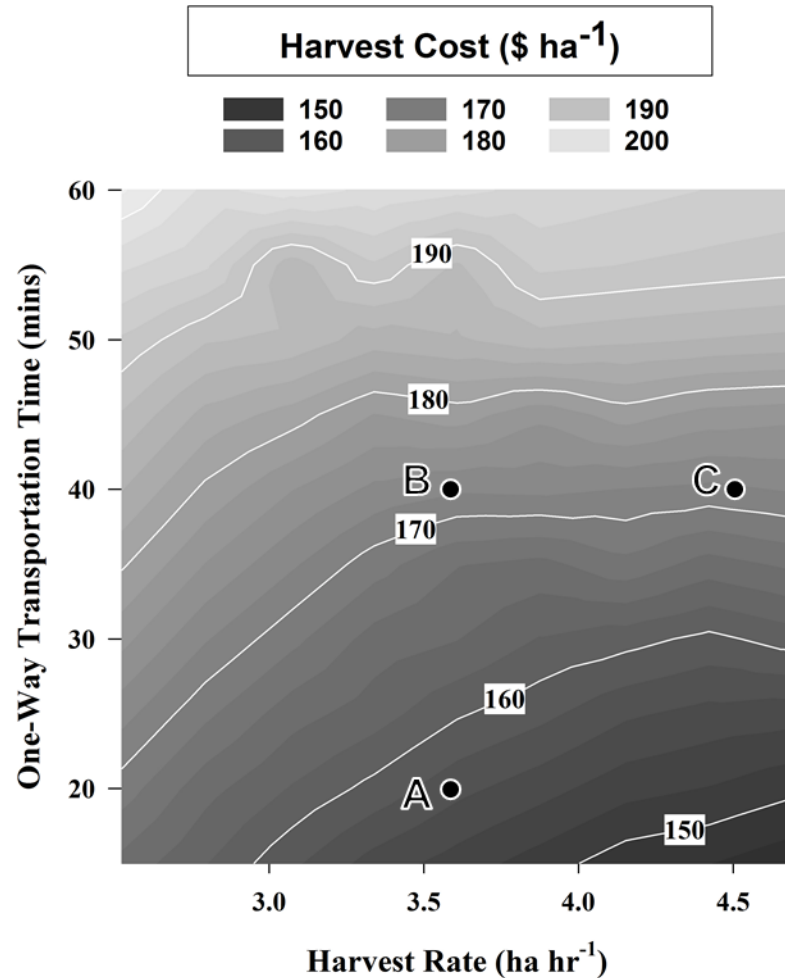 Harvest Cost ($ ha⁻¹)
150 170 190
160 180 200
One-Way Transportation Time (mins)
60
190
50
180
B C
40
170
30
160
A
20
150
3.0 3.5 4.0 4.5
Harvest Rate (ha hr⁻¹)